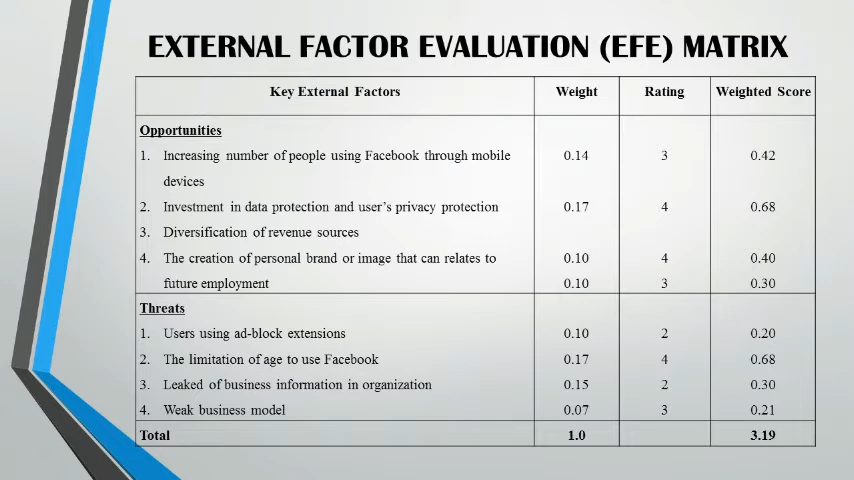 EXTERNAL FACTOR EVALUATION (EFE) MATRIX
Key External Factors Weight Rating Weighted Score
Opportunities
1. Increasing number of people using Facebook through mobile 0.14 3 0.42
devices
2. Investment in data protection and user's privacy protection 0.17 4 0.68
3. Diversification of revenue sources
4. The creation of personal brand or image that can relates to 0.10 4 0.40
future employment 0.10 3 0.30
Threats
1. Users using ad-block extensions 0.10 2 0.20
2. The limitation of age to use Facebook 0.17 4 0.68
3. Leaked of business information in organization 0.15 2 0.30
4. Weak business model 0.07 3 0.21
Total 1.0 3.19